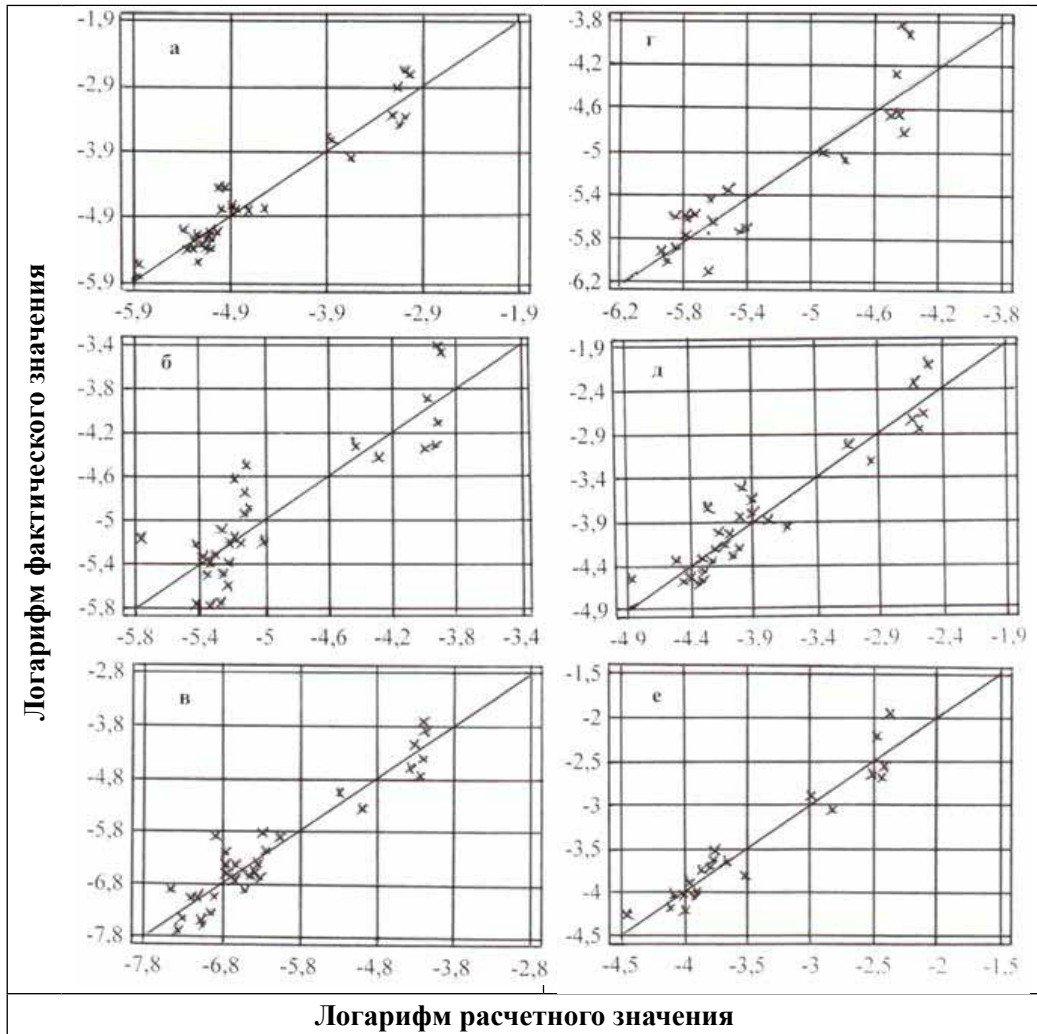 Логарифм фактического значения
а
-1,9
-2,9
-3,9
-4,9
-5,9
-5,9 -4,9 -3,9 -2,9 -1,9
г
-3,8
-4,2
-4,6
-5
-5,4
-5,8
-6,2
-6,2 -5,8 -5,4 -5 -4,6 -4,2 -3,8
б
-3,4
-3,8
-4,2
-4,6
-5
-5,4
-5,8
-5,8 -5,4 -5 -4,6 -4,2 -3,8 -3,4
д
-1,9
-2,4
-2,9
-3,4
-3,9
-4,4
-4,9
-4,9 -4,4 -3,9 -3,4 -2,9 -2,4 -1,9
в
-2,8
-3,8
-4,8
-5,8
-6,8
-7,8
-7,8 -6,8 -5,8 -4,8 -3,8 -2,8
е
-1,5
-2
-2,5
-3
-3,5
-4
-4,5
-4,5 -4 -3,5 -3 -2,5 -2 -1,5
Логарифм расчетного значения